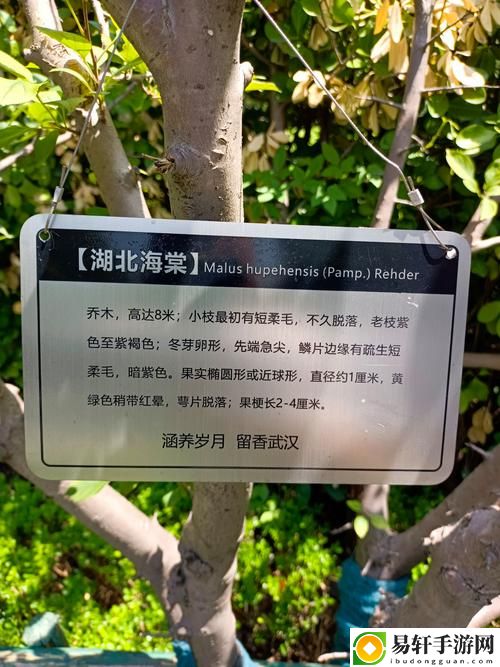 【湖北海棠】Malus hupehensis (Pamp.) Rehder
乔木，高达8米；小枝最初有短柔毛，不久脱落，老枝紫
色至紫褐色；冬芽卵形，先端急尖，鳞片边缘有疏生短
柔毛，暗紫色。果实椭圆形或近球形，直径约1厘米，黄
绿色稍带红晕，萼片脱落；果梗长2-4厘米。
涵养岁月 留香武汉
易轩手游网
ibudongguan.com